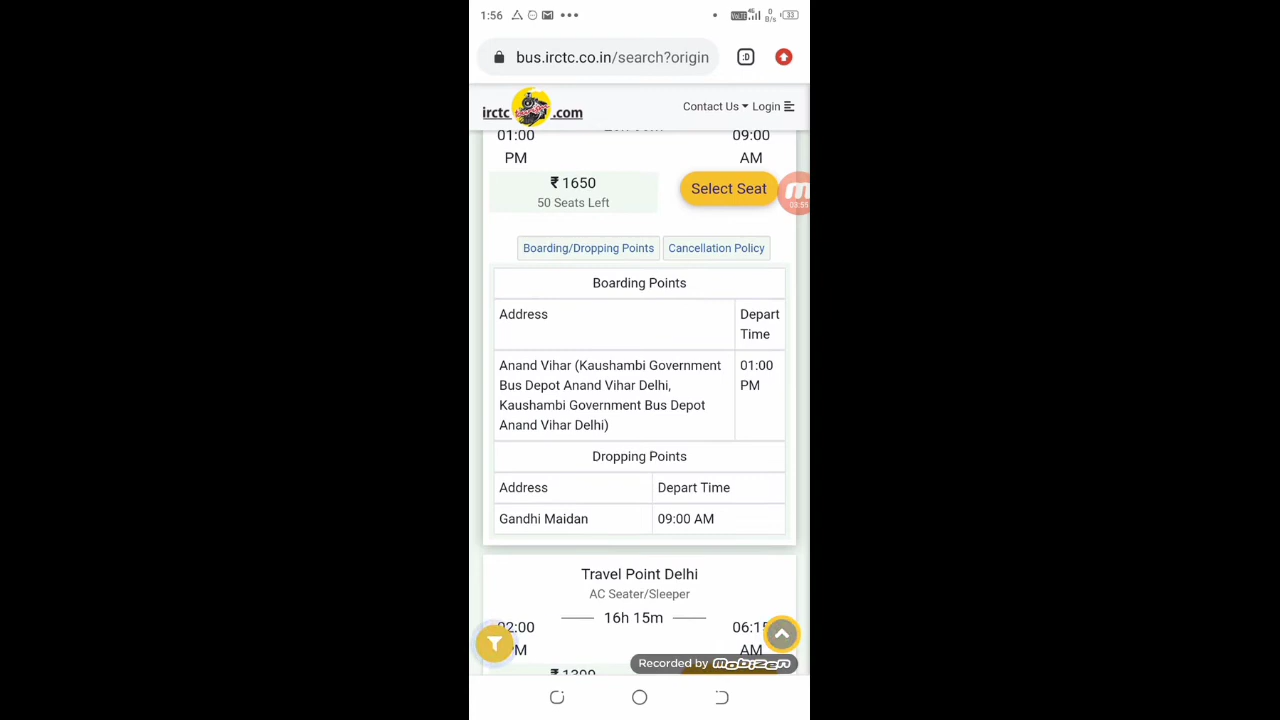 1:56
VoLTE 4G 0 B/s 33
bus.irctc.co.in/search?origin
:D
irctc .com
Contact Us Login
01:00 PM
09:00 AM
₹ 1650
50 Seats Left
Select Seat
Boarding/Dropping Points
Cancellation Policy
Boarding Points
Address
Depart
Time
Anand Vihar (Kaushambi Government
Bus Depot Anand Vihar Delhi,
Kaushambi Government Bus Depot
Anand Vihar Delhi)
01:00
PM
Dropping Points
Address
Depart Time
Gandhi Maidan
09:00 AM
Travel Point Delhi
AC Seater/Sleeper
16h 15m
02:00
PM
06:15
AM
Recorded by mobizen